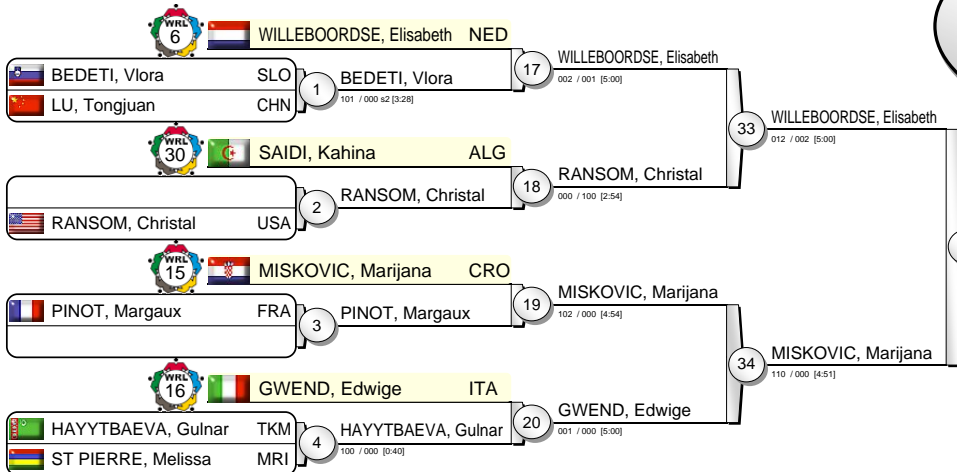 WRL
6
WILLEBOORDSE, Elisabeth NED
BEDETI, Vlora SLO
LU, Tongjuan CHN
1
BEDETI, Vlora
101 / 000 s2 [3:28]
17
WILLEBOORDSE, Elisabeth
002 / 001 [5:00]
WRL
30
SAIDI, Kahina ALG
RANSOM, Christal USA
2
RANSOM, Christal
18
RANSOM, Christal
000 / 100 [2:54]
33
WILLEBOORDSE, Elisabeth
012 / 002 [5:00]
WRL
15
MISKOVIC, Marijana CRO
PINOT, Margaux FRA
3
PINOT, Margaux
19
MISKOVIC, Marijana
102 / 000 [4:54]
WRL
16
GWEND, Edwige ITA
HAYYTBAEVA, Gulnar TKM
ST PIERRE, Melissa MRI
4
HAYYTBAEVA, Gulnar
100 / 000 [0:40]
20
GWEND, Edwige
001 / 000 [5:00]
34
MISKOVIC, Marijana
110 / 000 [4:51]